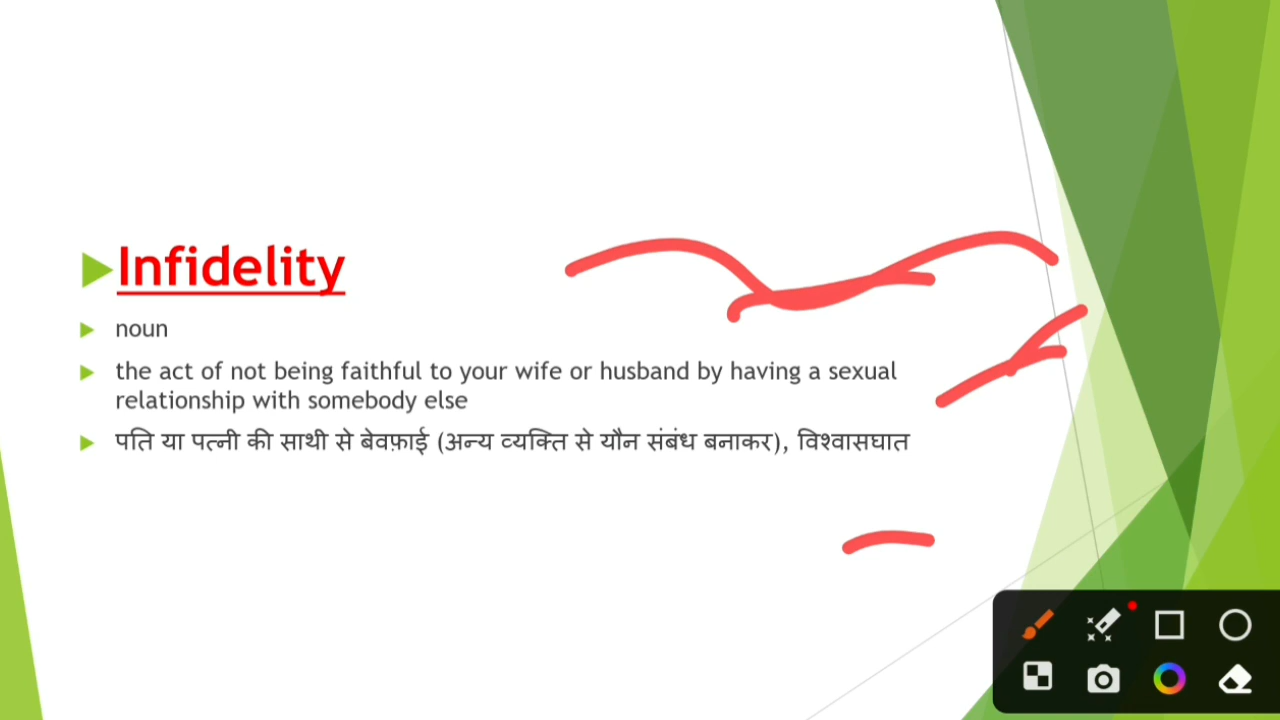 Infidelity
noun
the act of not being faithful to your wife or husband by having a sexual
relationship with somebody else
पति या पत्नी की साथी से बेवफ़ाई (अन्य व्यक्ति से यौन संबंध बनाकर), विश्वासघात